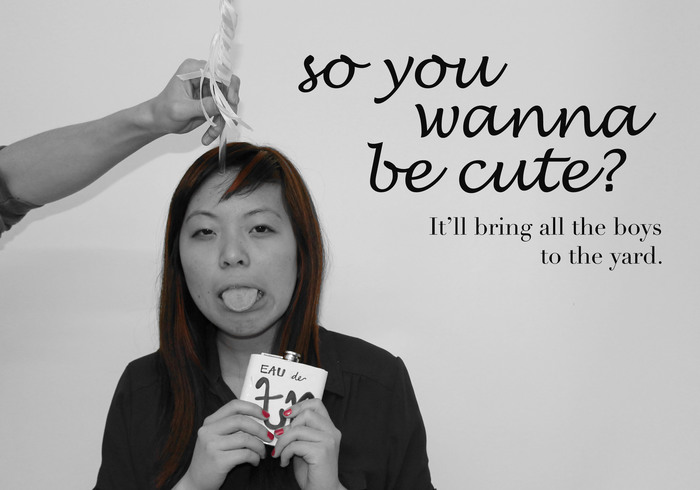 so you
wanna
be cute?
It'll bring all the boys
to the yard.
EAU de